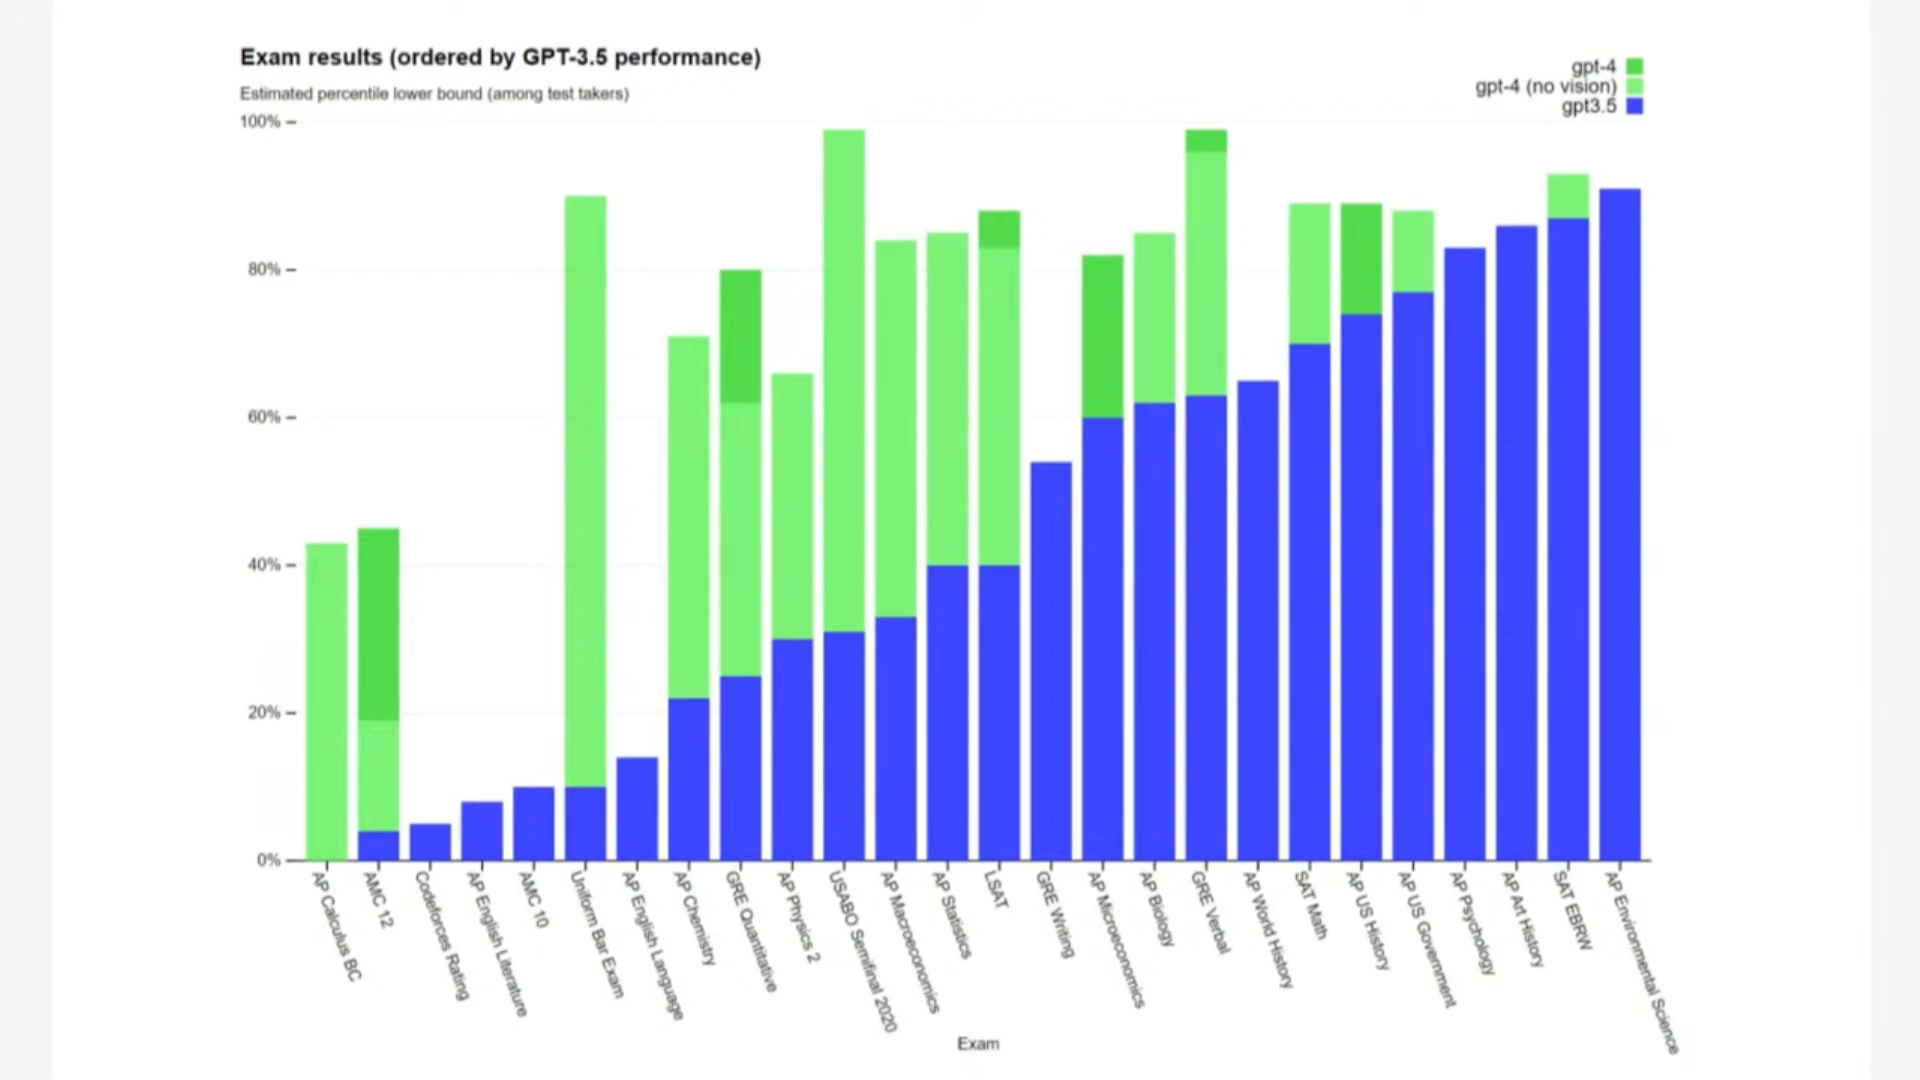 Exam results (ordered by GPT-3.5 performance)
Estimated percentile lower bound (among test takers)
gpt-4
gpt-4 (no vision)
gpt3.5
100%
80%
60%
40%
20%
0%
AP Calculus BC
AMC 12
Codeforces Rating
AP English Literature
AMC 10
Uniform Bar Exam
AP English Language
AP Chemistry
GRE Quantitative
AP Physics 2
USABO Semifinal 2020
AP Macroeconomics
AP Statistics
LSAT
GRE Writing
AP Microeconomics
AP Biology
GRE Verbal
AP World History
SAT Math
AP US History
AP US Government
AP Psychology
AP Art History
SAT EBRW
AP Environmental Science
Exam